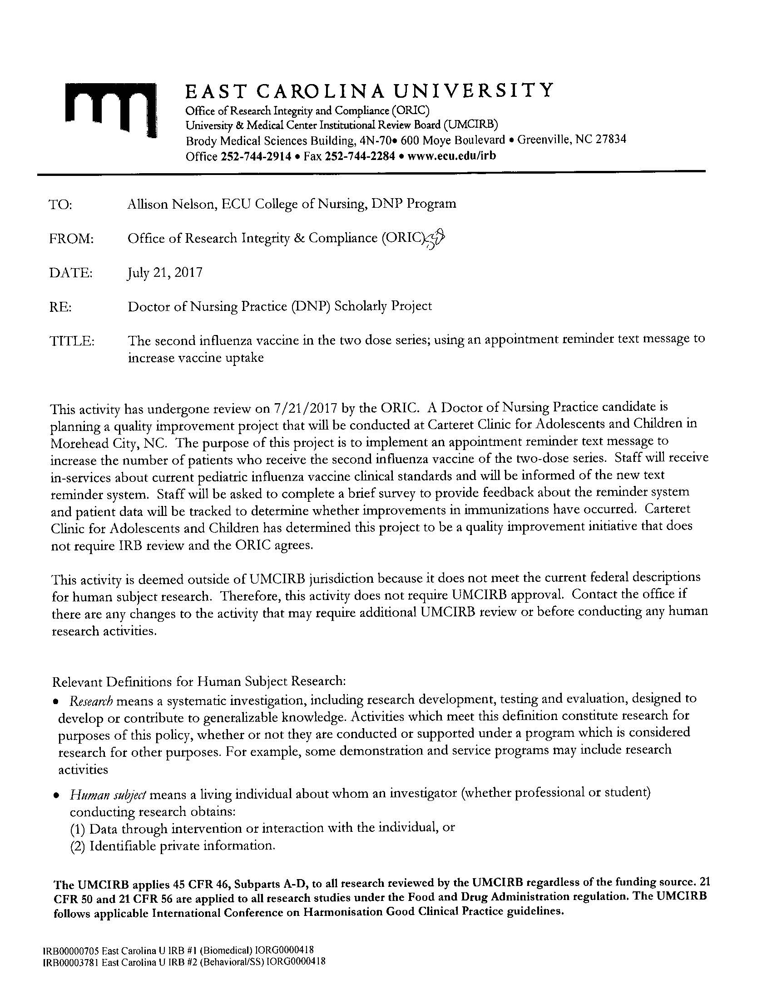 EAST CAROLINA UNIVERSITY
Office of Research Integrity and Compliance (ORIC)
University & Medical Center Institutional Review Board (UMCIRB)
Brody Medical Sciences Building, 4N-70• 600 Moye Boulevard • Greenville, NC 27834
Office 252-744-2914 • Fax 252-744-2284 • www.ecu.edu/irb
TO: Allison Nelson, ECU College of Nursing, DNP Program
FROM: Office of Research Integrity & Compliance (ORIC)
DATE: July 21, 2017
RE: Doctor of Nursing Practice (DNP) Scholarly Project
TITLE: The second influenza vaccine in the two dose series; using an appointment reminder text message to
increase vaccine uptake
This activity has undergone review on 7/21/2017 by the ORIC. A Doctor of Nursing Practice candidate is
planning a quality improvement project that will be conducted at Carteret Clinic for Adolescents and Children in
Morehead City, NC. The purpose of this project is to implement an appointment reminder text message to
increase the number of patients who receive the second influenza vaccine of the two-dose series. Staff will receive
in-services about current pediatric influenza vaccine clinical standards and will be informed of the new text
reminder system. Staff will be asked to complete a brief survey to provide feedback about the reminder system
and patient data will be tracked to determine whether improvements in immunizations have occurred. Carteret
Clinic for Adolescents and Children has determined this project to be a quality improvement initiative that does
not require IRB review and the ORIC agrees.
This activity is deemed outside of UMCIRB jurisdiction because it does not meet the current federal descriptions
for human subject research. Therefore, this activity does not require UMCIRB approval. Contact the office if
there are any changes to the activity that may require additional UMCIRB review or before conducting any human
research activities.
Relevant Definitions for Human Subject Research:
• Research means a systematic investigation, including research development, testing and evaluation, designed to
develop or contribute to generalizable knowledge. Activities which meet this definition constitute research for
purposes of this policy, whether or not they are conducted or supported under a program which is considered
research for other purposes. For example, some demonstration and service programs may include research
activities
• Human subject means a living individual about whom an investigator (whether professional or student)
conducting research obtains:
(1) Data through intervention or interaction with the individual, or
(2) Identifiable private information.
The UMCIRB applies 45 CFR 46, Subparts A-D, to all research reviewed by the UMCIRB regardless of the funding source. 21
CFR 50 and 21 CFR 56 are applied to all research studies under the Food and Drug Administration regulation. The UMCIRB
follows applicable International Conference on Harmonisation Good Clinical Practice guidelines.
IRB00000705 East Carolina U IRB #1 (Biomedical) IORG0000418
IRB00003781 East Carolina U IRB #2 (Behavioral/SS) IORG0000418